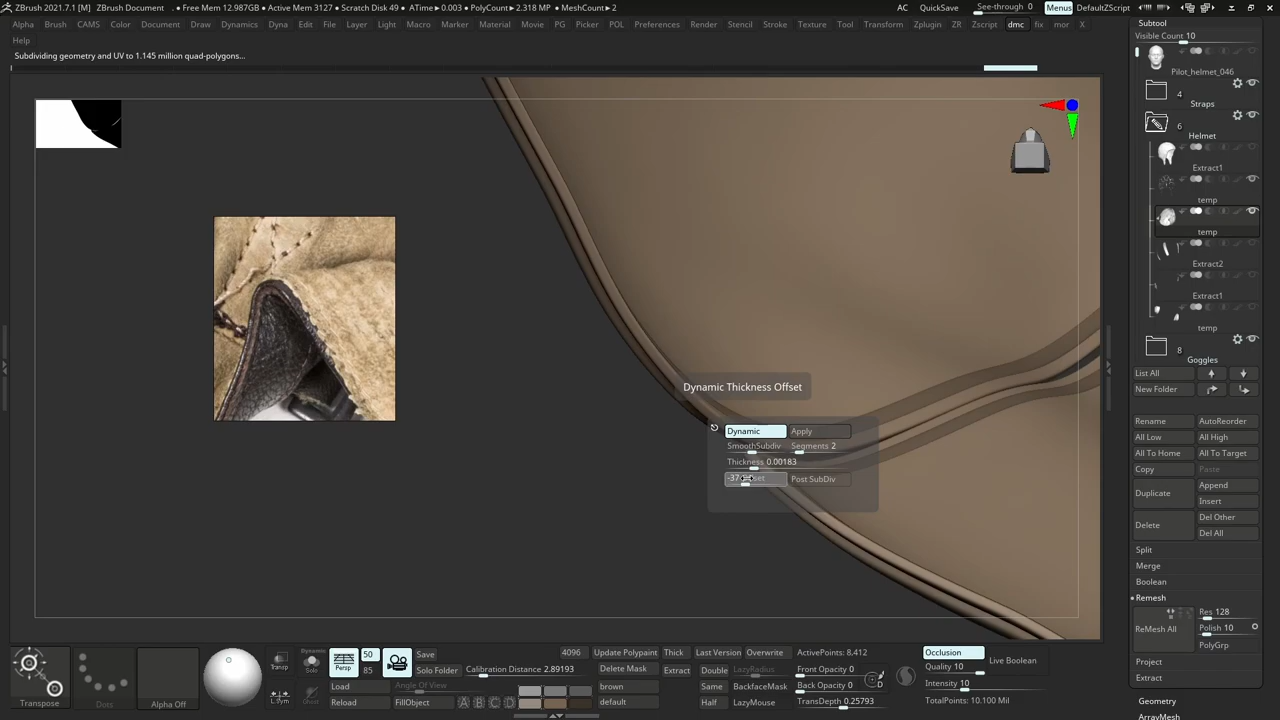 ZBrush 2021.7.1 [M]  ZBrush Document  . ● Free Mem 12.987GB ● Active Mem 3127 ● Scratch Disk 49 ● ATime▶0.003 ● PolyCount▶2.318 MP ● MeshCount▶2  AC  QuickSave  See-through 0  Menus  DefaultZScript
Alpha  Brush  CAMS  Color  Document  Draw  Dynamics  Dyna  Edit  File  Layer  Light  Macro  Marker  Material  Movie  PG  Picker  POL  Preferences  Render  Stencil  Stroke  Texture  Tool  Transform  Zplugin  ZR  Zscript  dmc  fix  mor  X
Help
Subdividing geometry and UV to 1.145 million quad-polygons...
Subtool
Visible Count 10
Pilot_helmet_046
4
Straps
6
Helmet
Extract1
temp
temp
Extract2
Extract1
temp
8
Goggles
List All
New Folder
Rename  AutoReorder
All Low  All High
All To Home  All To Target
Copy  Paste
Duplicate  Append
Insert
Delete  Del Other
Del All
Split
Merge
Boolean
Remesh
ReMesh All  Res 128
Polish 10
PolyGrp
Project
Extract
Geometry
ArrayMesh
Dynamic Thickness Offset
Dynamic  Apply
SmoothSubdiv  Segments 2
Thickness 0.00183
Post SubDiv
Transpose
Dots
Alpha Off
Transp
Dynamic
Solo
Ghost
Persp
50
85
Save
Solo Folder
Load
Reload
Calibration Distance 2.89193
Angle Of View
FillObject
A  B  C  D
4096  Update Polypaint  Thick  Last Version  Overwrite
Delete Mask  Extract  Double  LazyRadius
brown  Same  BackfaceMask
default  Half  LazyMouse
ActivePoints: 8,412
Front Opacity 0
Back Opacity 0
TransDepth 0.25793
D
Occlusion
Quality 10
Intensity 10
Live Boolean
TotalPoints: 10.100 Mil